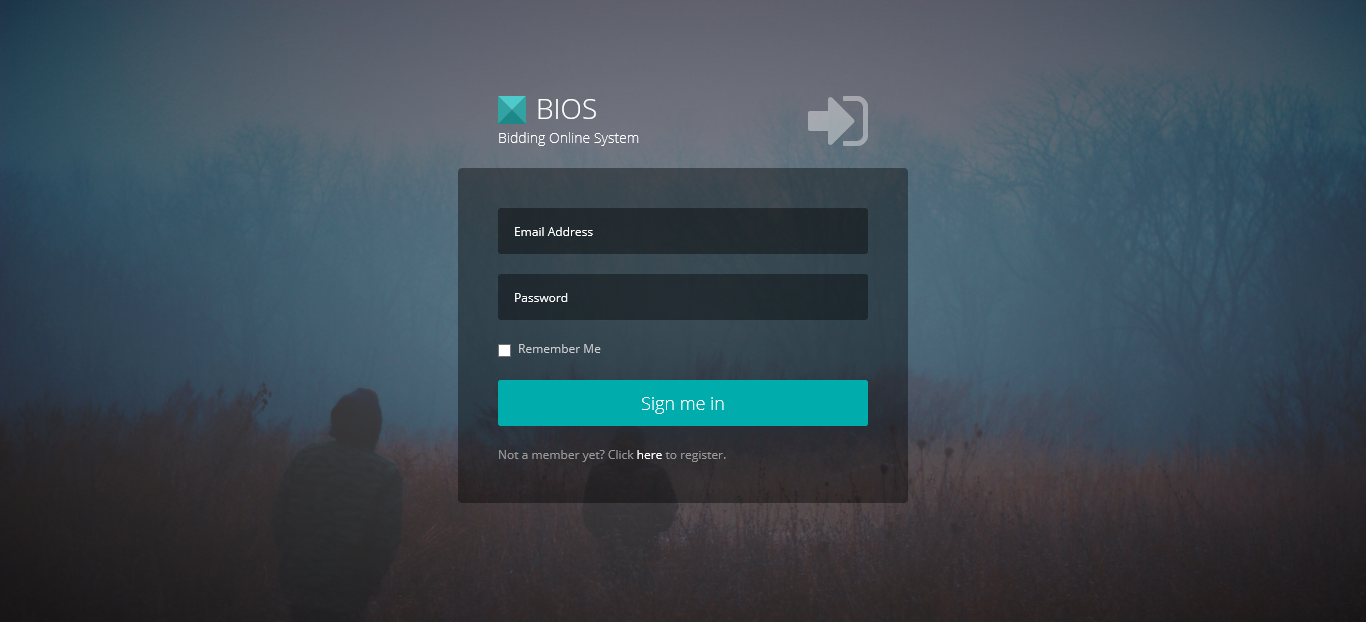 BIOS
Bidding Online System
Email Address
Password
Remember Me
Sign me in
Not a member yet? Click here to register.